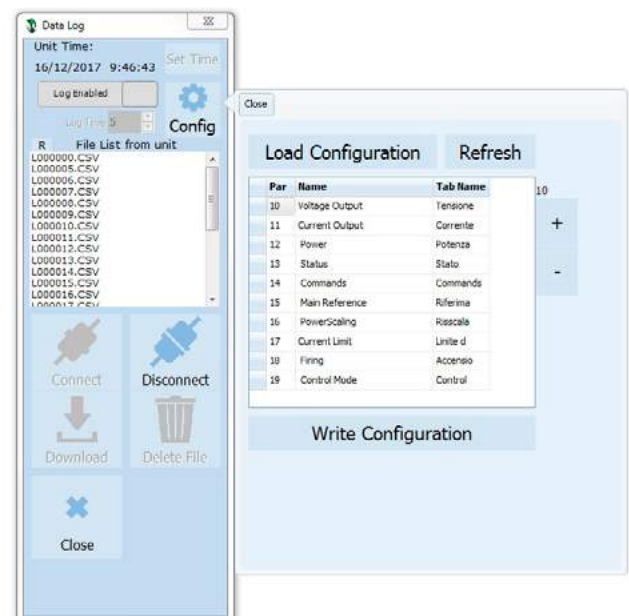 Data Log
Unit Time:
16/12/2017 9:46:43
Set Time
Log Enabled
Log Time 5
Config
R File List from unit
L000000.CSV
L000005.CSV
L000006.CSV
L000007.CSV
L000008.CSV
L000009.CSV
L000010.CSV
L000011.CSV
L000012.CSV
L000013.CSV
L000014.CSV
L000015.CSV
L000016.CSV
L000017.CSV
Connect
Disconnect
Download
Delete File
Close
Close
Load Configuration
Refresh
Par Name Tab Name
10 Voltage Output Tensione
11 Current Output Corrente
12 Power Potenza
13 Status Stato
14 Commands Commands
15 Main Reference Riferima
16 PowerScaling Risscala
17 Current Limit Linite d
18 Firing Accensio
19 Control Mode Control
10
+
-
Write Configuration